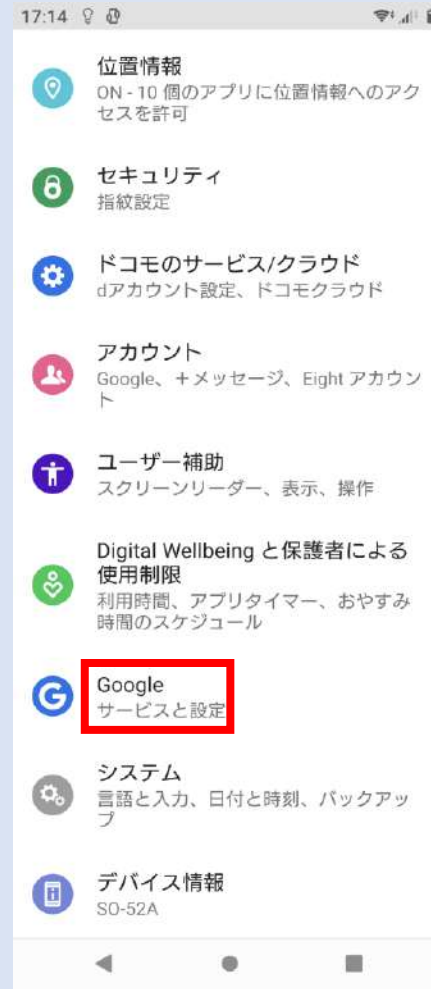 17:14
位置情報
ON - 10 個のアプリに位置情報へのアク
セスを許可
セキュリティ
指紋設定
ドコモのサービス/クラウド
dアカウント設定、ドコモクラウド
アカウント
Google、+メッセージ、Eight アカウン
ト
ユーザー補助
スクリーンリーダー、表示、操作
Digital Wellbeing と保護者による
使用制限
利用時間、アプリタイマー、おやすみ
時間のスケジュール
Google
サービスと設定
システム
言語と入力、日付と時刻、バックアッ
プ
デバイス情報
SO-52A